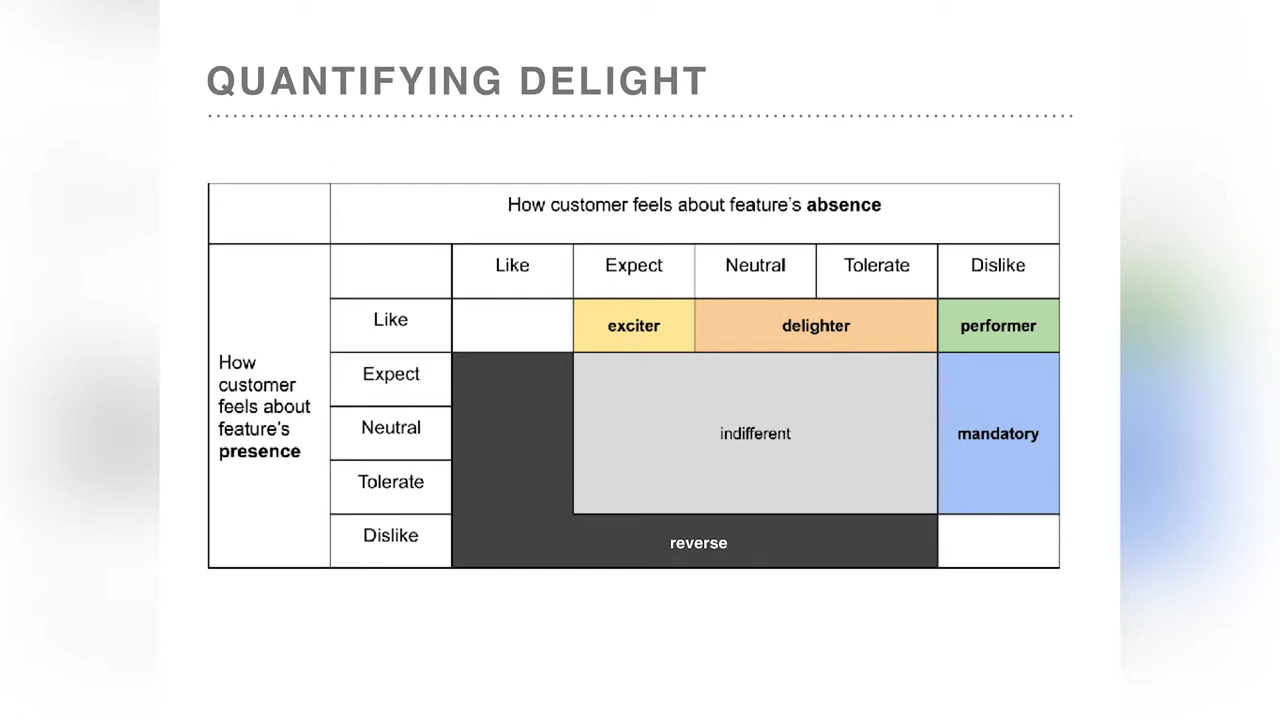 QUANTIFYING DELIGHT
How customer feels about feature's absence
Like Expect Neutral Tolerate Dislike
How
customer
feels about
feature's
presence
Like exciter delighter performer
Expect
Neutral indifferent mandatory
Tolerate
Dislike reverse